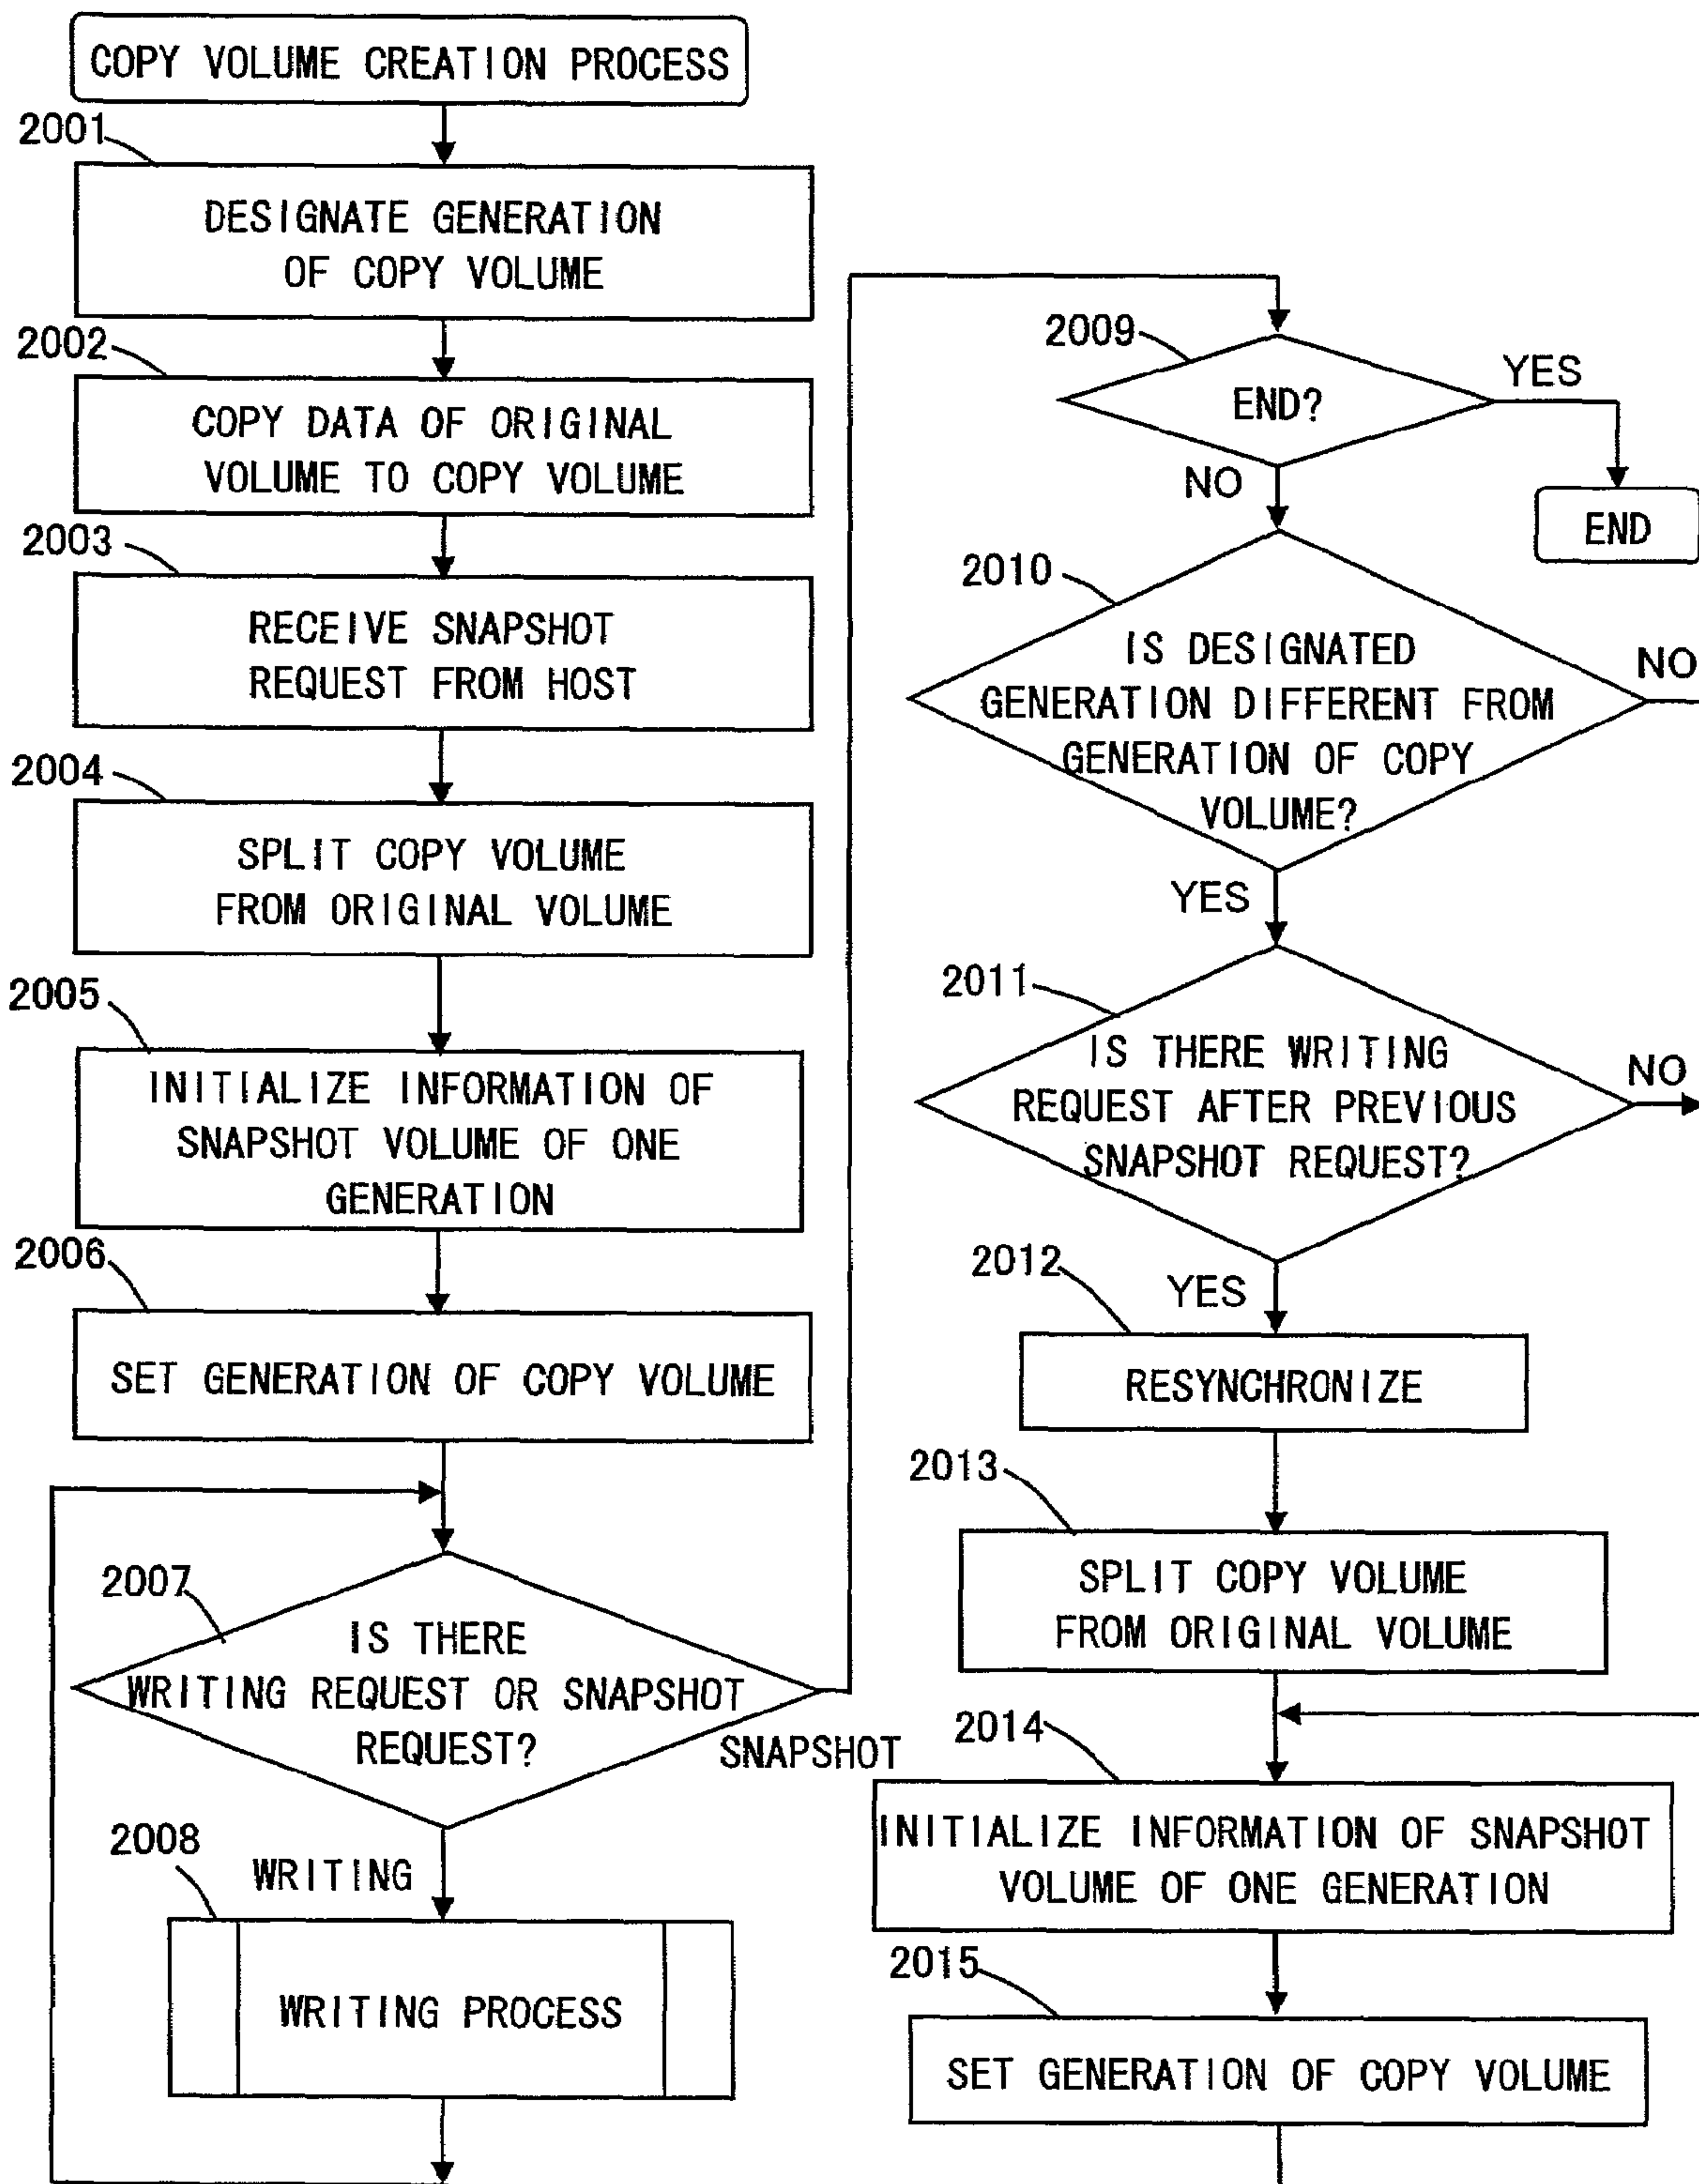 COPY VOLUME CREATION PROCESS
2001
DESIGNATE GENERATION
OF COPY VOLUME
2002
COPY DATA OF ORIGINAL
VOLUME TO COPY VOLUME
2003
RECEIVE SNAPSHOT
REQUEST FROM HOST
2004
SPLIT COPY VOLUME
FROM ORIGINAL VOLUME
2005
INITIALIZE INFORMATION OF
SNAPSHOT VOLUME OF ONE
GENERATION
2006
SET GENERATION OF COPY VOLUME
2007
IS THERE
WRITING REQUEST OR SNAPSHOT
REQUEST?
SNAPSHOT
WRITING
2008
WRITING PROCESS
2009
END?
YES
END
NO
2010
IS DESIGNATED
GENERATION DIFFERENT FROM
GENERATION OF COPY
VOLUME?
NO
YES
2011
IS THERE WRITING
REQUEST AFTER PREVIOUS
SNAPSHOT REQUEST?
NO
YES
2012
RESYNCHRONIZE
2013
SPLIT COPY VOLUME
FROM ORIGINAL VOLUME
2014
INITIALIZE INFORMATION OF SNAPSHOT
VOLUME OF ONE GENERATION
2015
SET GENERATION OF COPY VOLUME